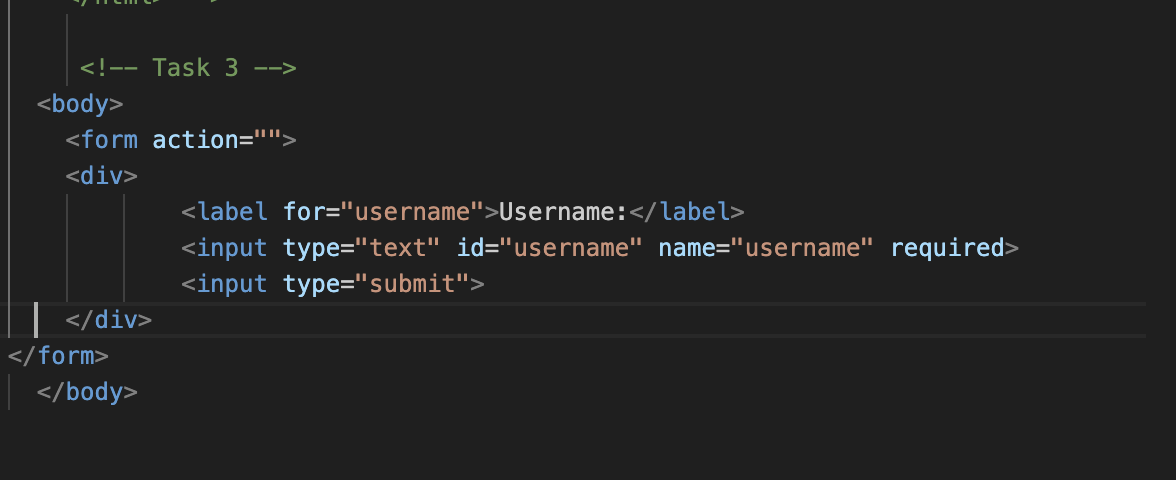 <!-- Task 3 -->
<body>
<form action="">
<div>
<label for="username">Username:</label>
<input type="text" id="username" name="username" required>
<input type="submit">
</div>
</form>
</body>